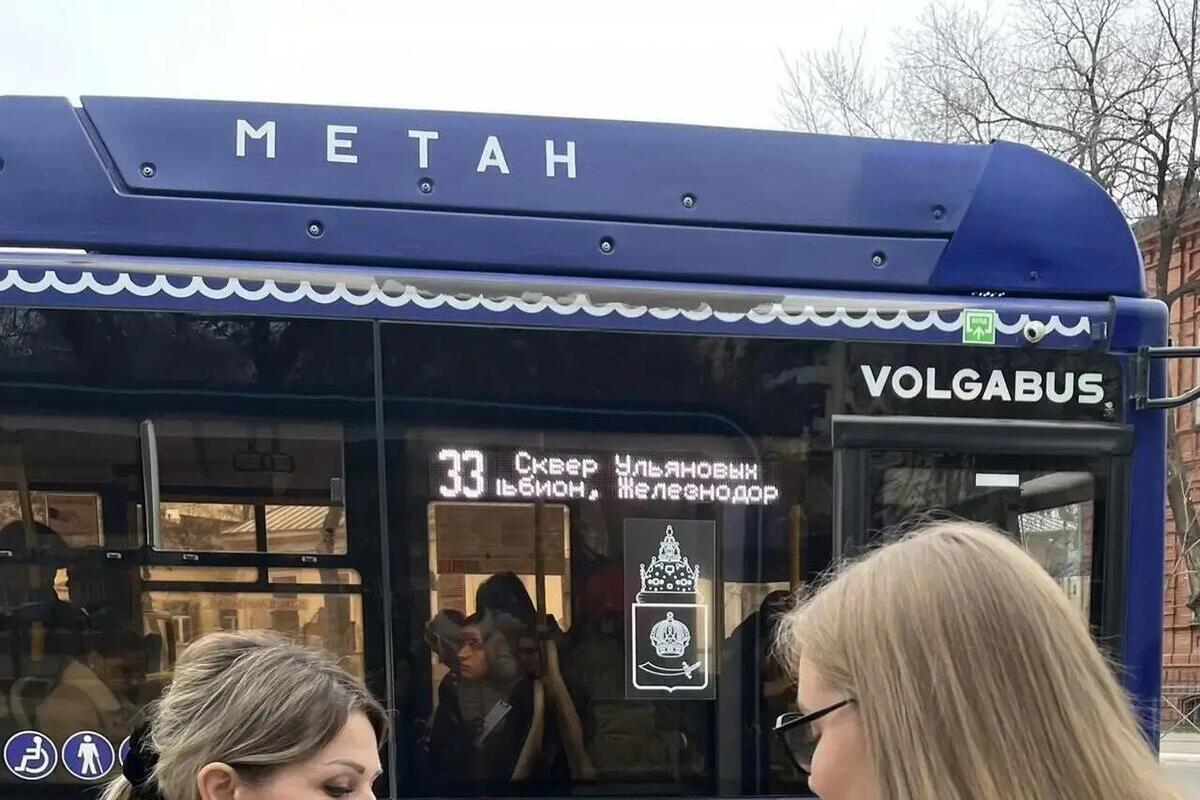 МЕТАН
VOLGABUS
33 Сквер Ульяновых
ьбион, Железнодор